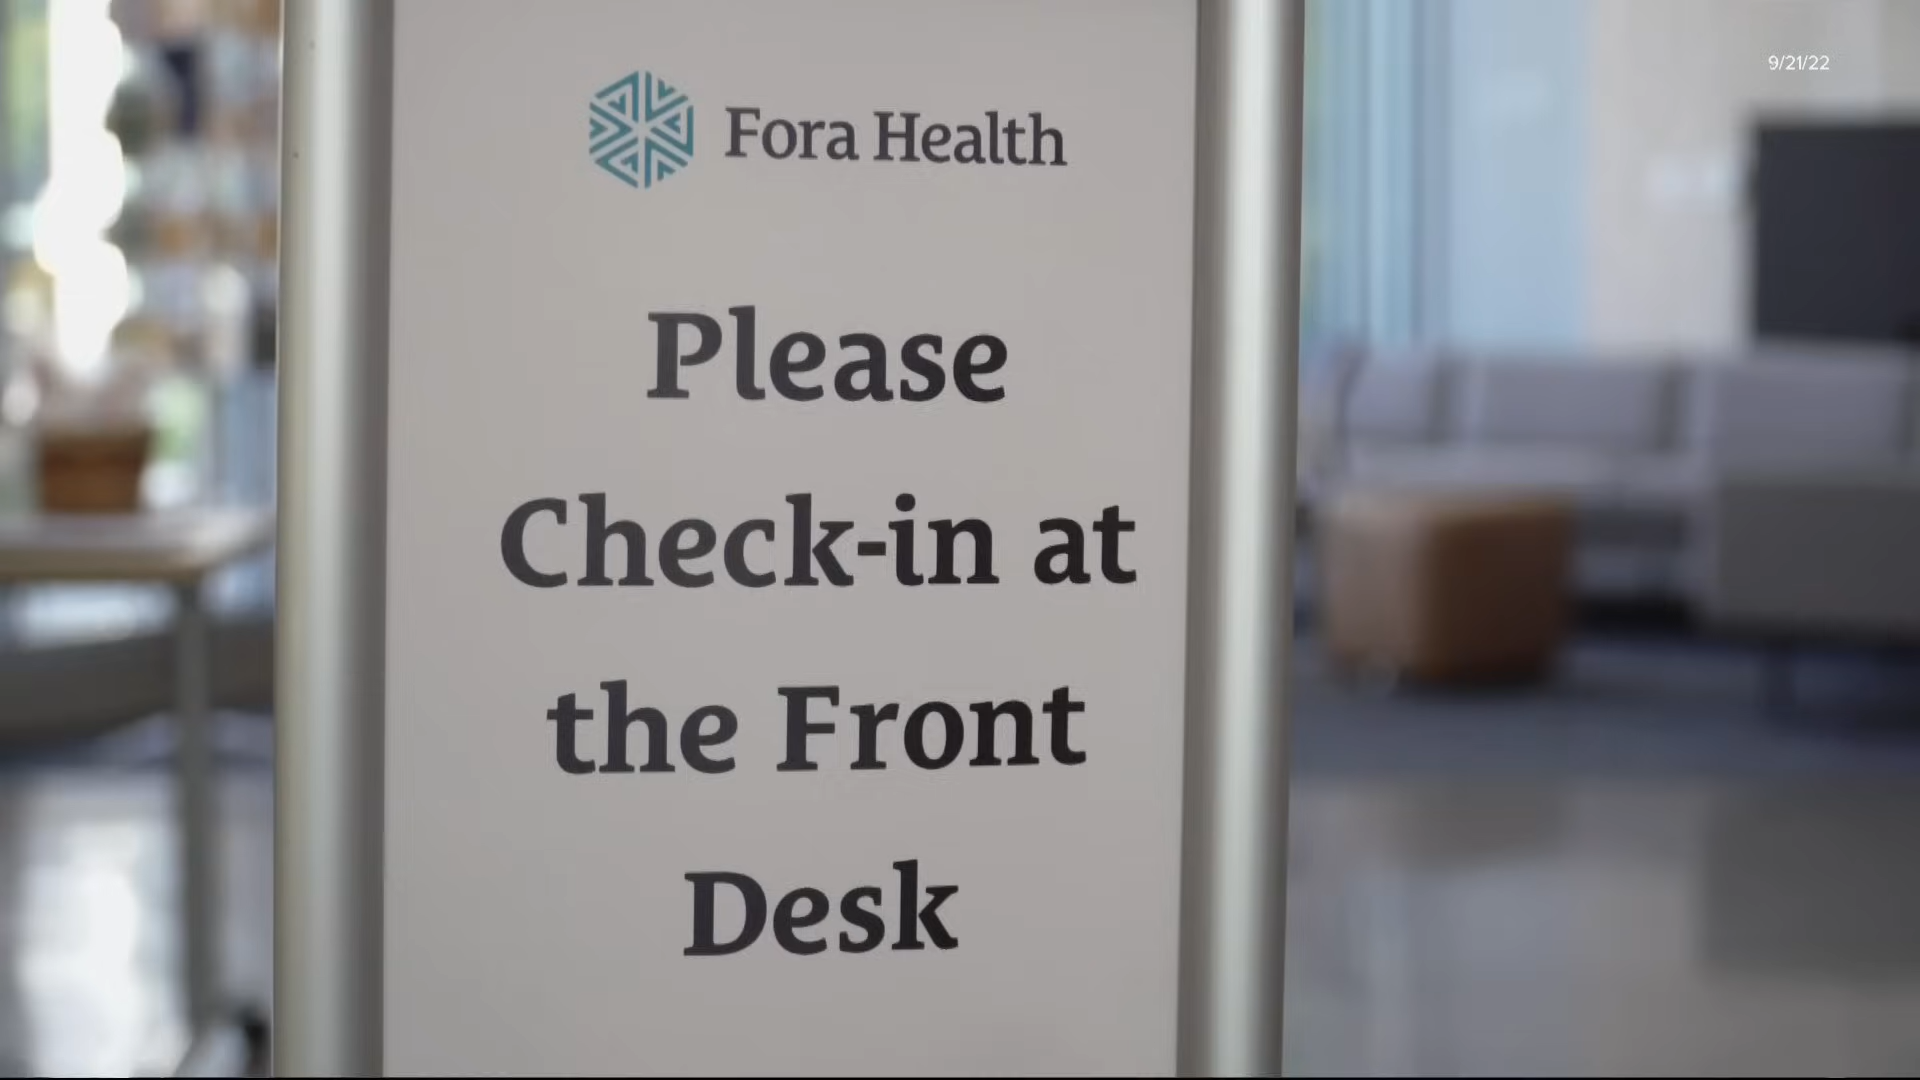 9/21/22
Fora Health
Please
Check-in at
the Front
Desk